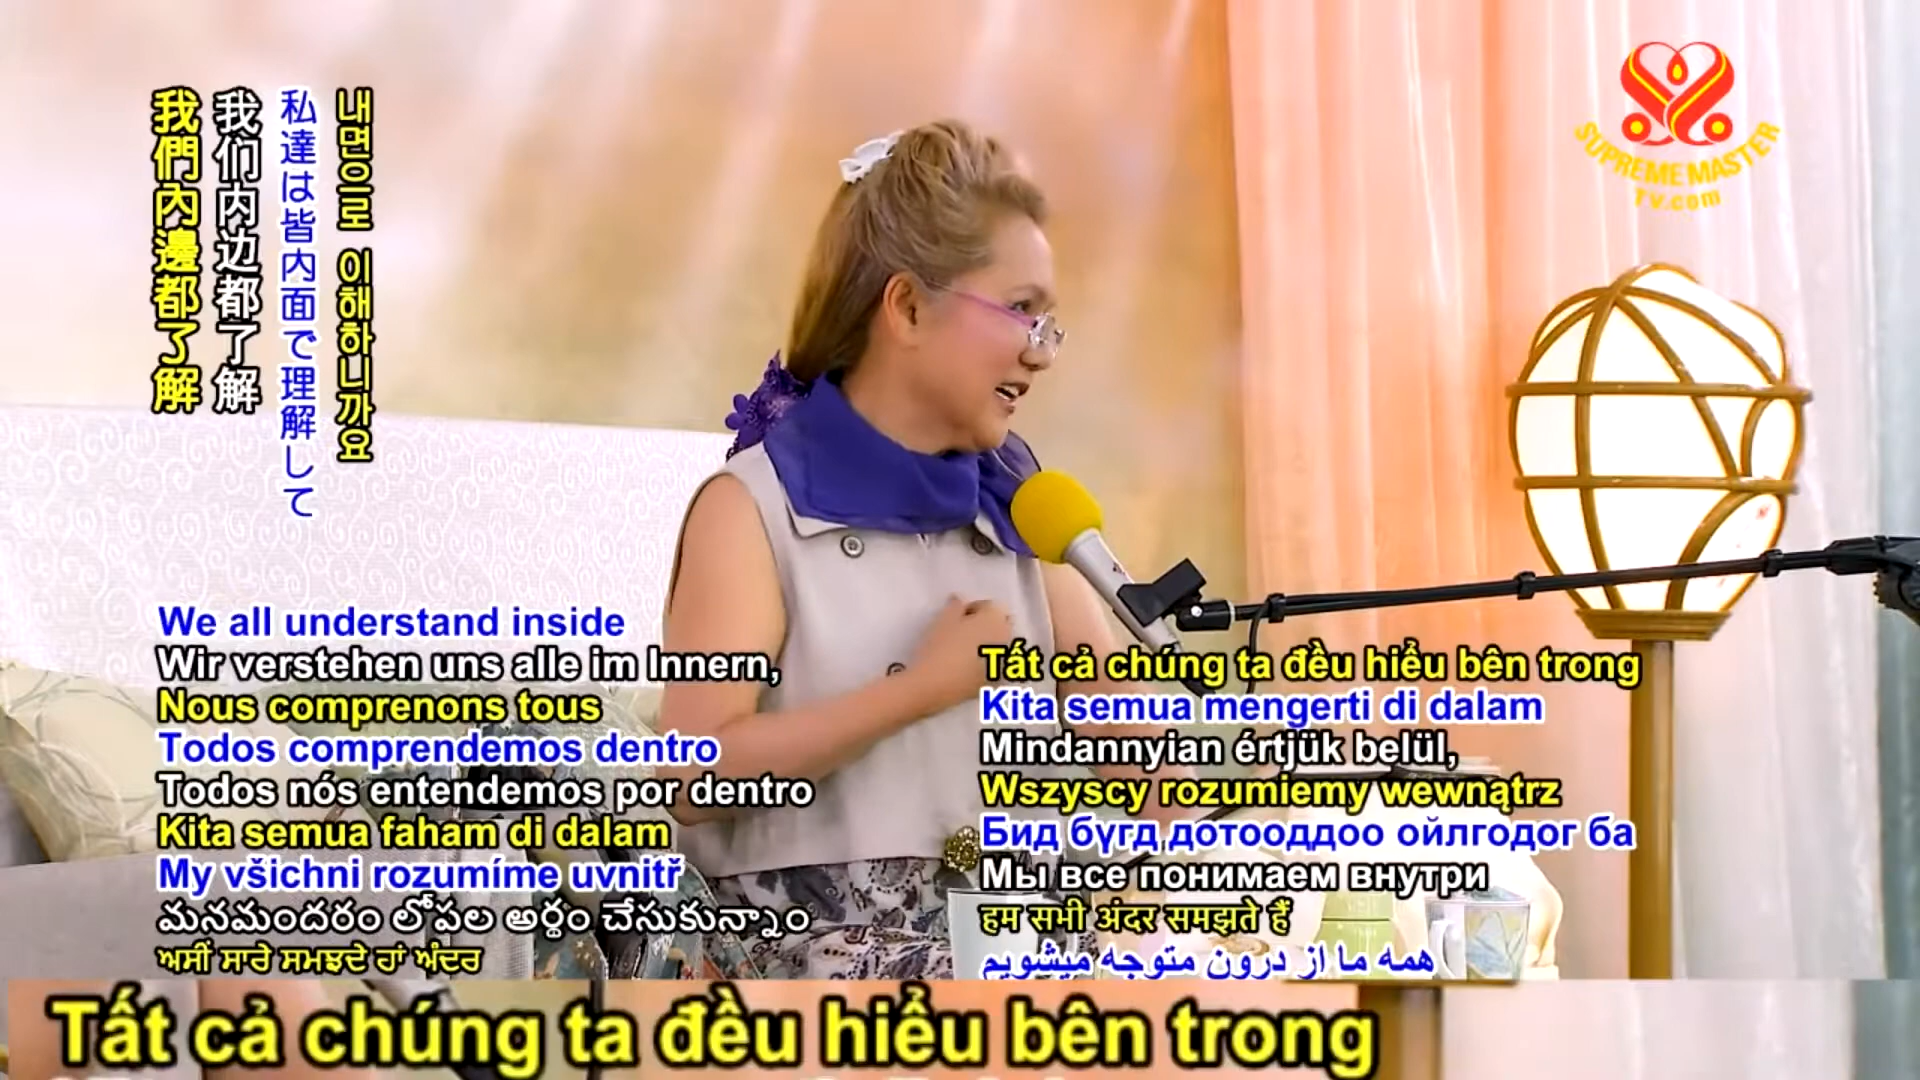 我們內邊都了解
我们内边都了解
私達は皆内面で理解して
내면으로 이해하니까요
SUPREME MASTER
TV.com
We all understand inside
Wir verstehen uns alle im Innern,
Nous comprenons tous
Todos comprendemos dentro
Todos nós entendemos por dentro
Kita semua faham di dalam
My všichni rozumíme uvnitř
మనమందరం లోపల అర్థం చేసుకున్నాం
ਅਸੀਂ ਸਾਰੇ ਸਮਝਦੇ ਹਾਂ ਅੰਦਰ
Tất cả chúng ta đều hiểu bên trong
Kita semua mengerti di dalam
Mindannyian értjük belül,
Wszyscy rozumiemy wewnątrz
Бид бүгд дотооддоо ойлгодог ба
Мы все понимаем внутри
हम सभी अंदर समझते हैं
همه ما از درون متوجه میشویم
Tất cả chúng ta đều hiểu bên trong